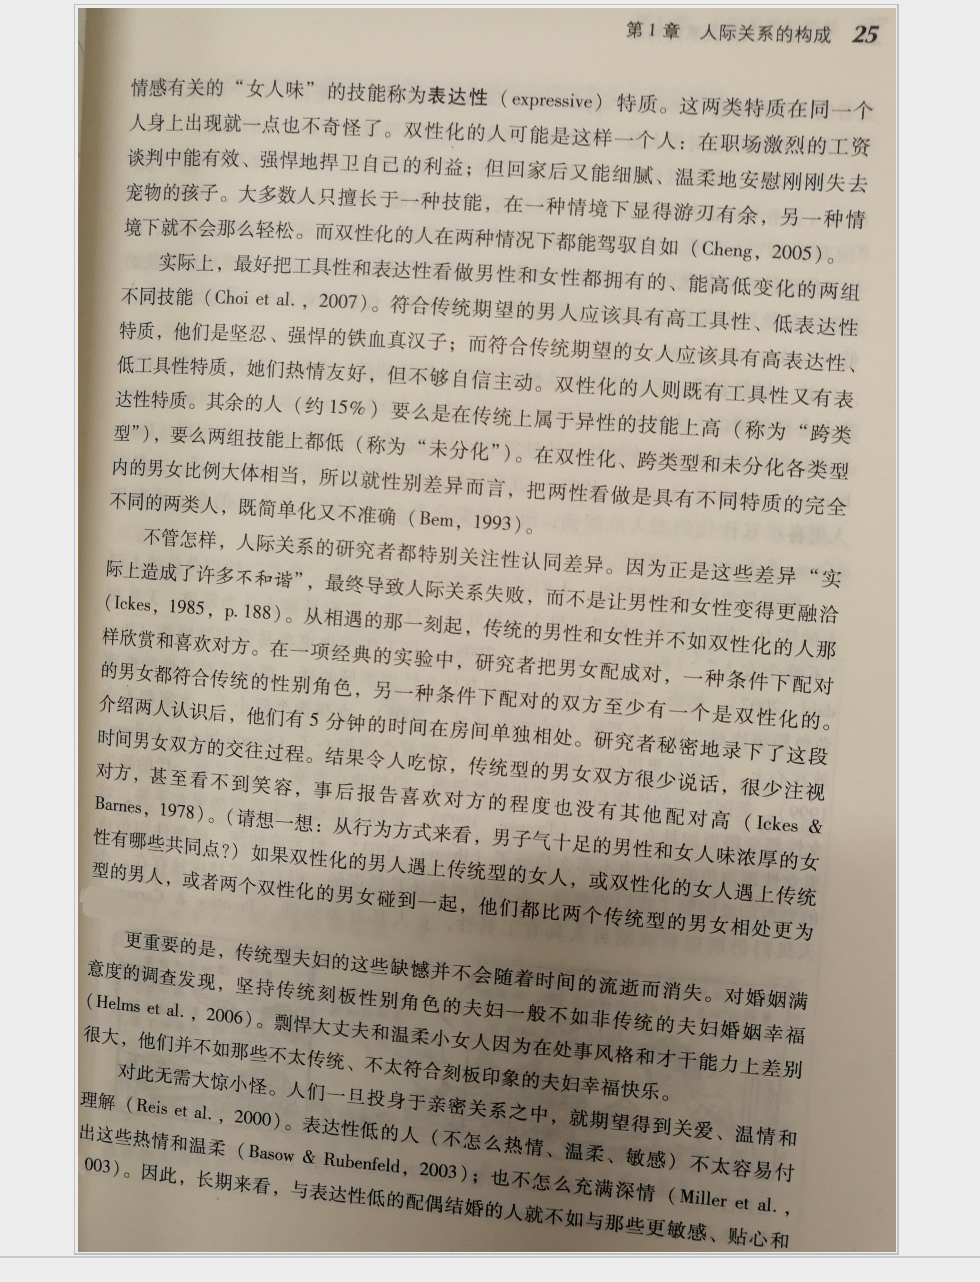 第1章　人际关系的构成　25
情感有关的“女人味”的技能称为表达性（expressive）特质。这两类特质在同一个
人身上出现就一点也不奇怪了。双性化的人可能是这样一个人：在职场激烈的工资
谈判中能有效、强悍地捍卫自己的利益；但回家后又能细腻、温柔地安慰刚刚失去
宠物的孩子。大多数人只擅长于一种技能，在一种情境下显得游刃有余，另一种情
境下就不会那么轻松。而双性化的人在两种情况下都能驾驭自如（Cheng，2005）。
实际上，最好把工具性和表达性看做男性和女性都拥有的、能高低变化的两组
不同技能（Choi et al.，2007）。符合传统期望的男人应该具有高工具性、低表达性
特质，他们是坚忍、强悍的铁血真汉子；而符合传统期望的女人应该具有高表达性、
低工具性特质，她们热情友好，但不够自信主动。双性化的人则既有工具性又有表
达性特质。其余的人（约15%）要么是在传统上属于异性的技能上高（称为“跨类
型”），要么两组技能上都低（称为“未分化”）。在双性化、跨类型和未分化各类型
内的男女比例大体相当，所以就性别差异而言，把两性看做是具有不同特质的完全
不同的两类人，既简单化又不准确（Bem，1993）。
不管怎样，人际关系的研究者都特别关注性认同差异。因为正是这些差异“实
际上造成了许多不和谐”，最终导致人际关系失败，而不是让男性和女性变得更融洽
（Ickes，1985，p.188）。从相遇的那一刻起，传统的男性和女性并不如双性化的人那
样欣赏和喜欢对方。在一项经典的实验中，研究者把男女配成对，一种条件下配对
的男女都符合传统的性别角色，另一种条件下配对的双方至少有一个是双性化的。
介绍两人认识后，他们有5分钟的时间在房间单独相处。研究者秘密地录下了这段
时间男女双方的交往过程。结果令人吃惊，传统型的男女双方很少说话，很少注视
对方，甚至看不到笑容，事后报告喜欢对方的程度也没有其他配对高（Ickes &
Barnes，1978）。（请想一想：从行为方式来看，男子气十足的男性和女人味浓厚的女
性有哪些共同点？）如果双性化的男人遇上传统型的女人，或双性化的女人遇上传统
型的男人，或者两个双性化的男女碰到一起，他们都比两个传统型的男女相处更为
更重要的是，传统型夫妇的这些缺憾并不会随着时间的流逝而消失。对婚姻满
意度的调查发现，坚持传统刻板性别角色的夫妇一般不如非传统的夫妇婚姻幸福
（Helms et al.，2006）。剽悍大丈夫和温柔小女人因为在处事风格和才干能力上差别
很大，他们并不如那些不太传统、不太符合刻板印象的夫妇幸福快乐。
对此无需大惊小怪。人们一旦投身于亲密关系之中，就期望得到关爱、温情和
理解（Reis et al.，2000）。表达性低的人（不怎么热情、温柔、敏感）不太容易付
出这些热情和温柔（Basow & Rubenfeld，2003）；也不怎么充满深情（Miller et al.，
003）。因此，长期来看，与表达性低的配偶结婚的人就不如与那些更敏感、贴心和